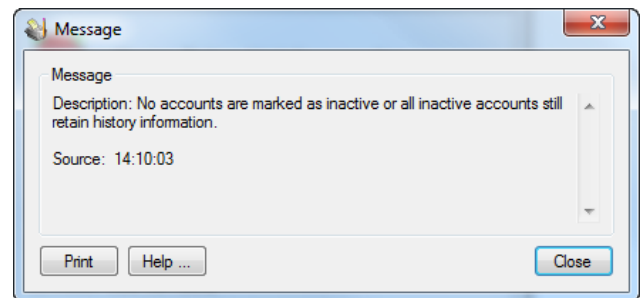 Message
Message
Description: No accounts are marked as inactive or all inactive accounts still
retain history information.
Source: 14:10:03
Print
Help ...
Close